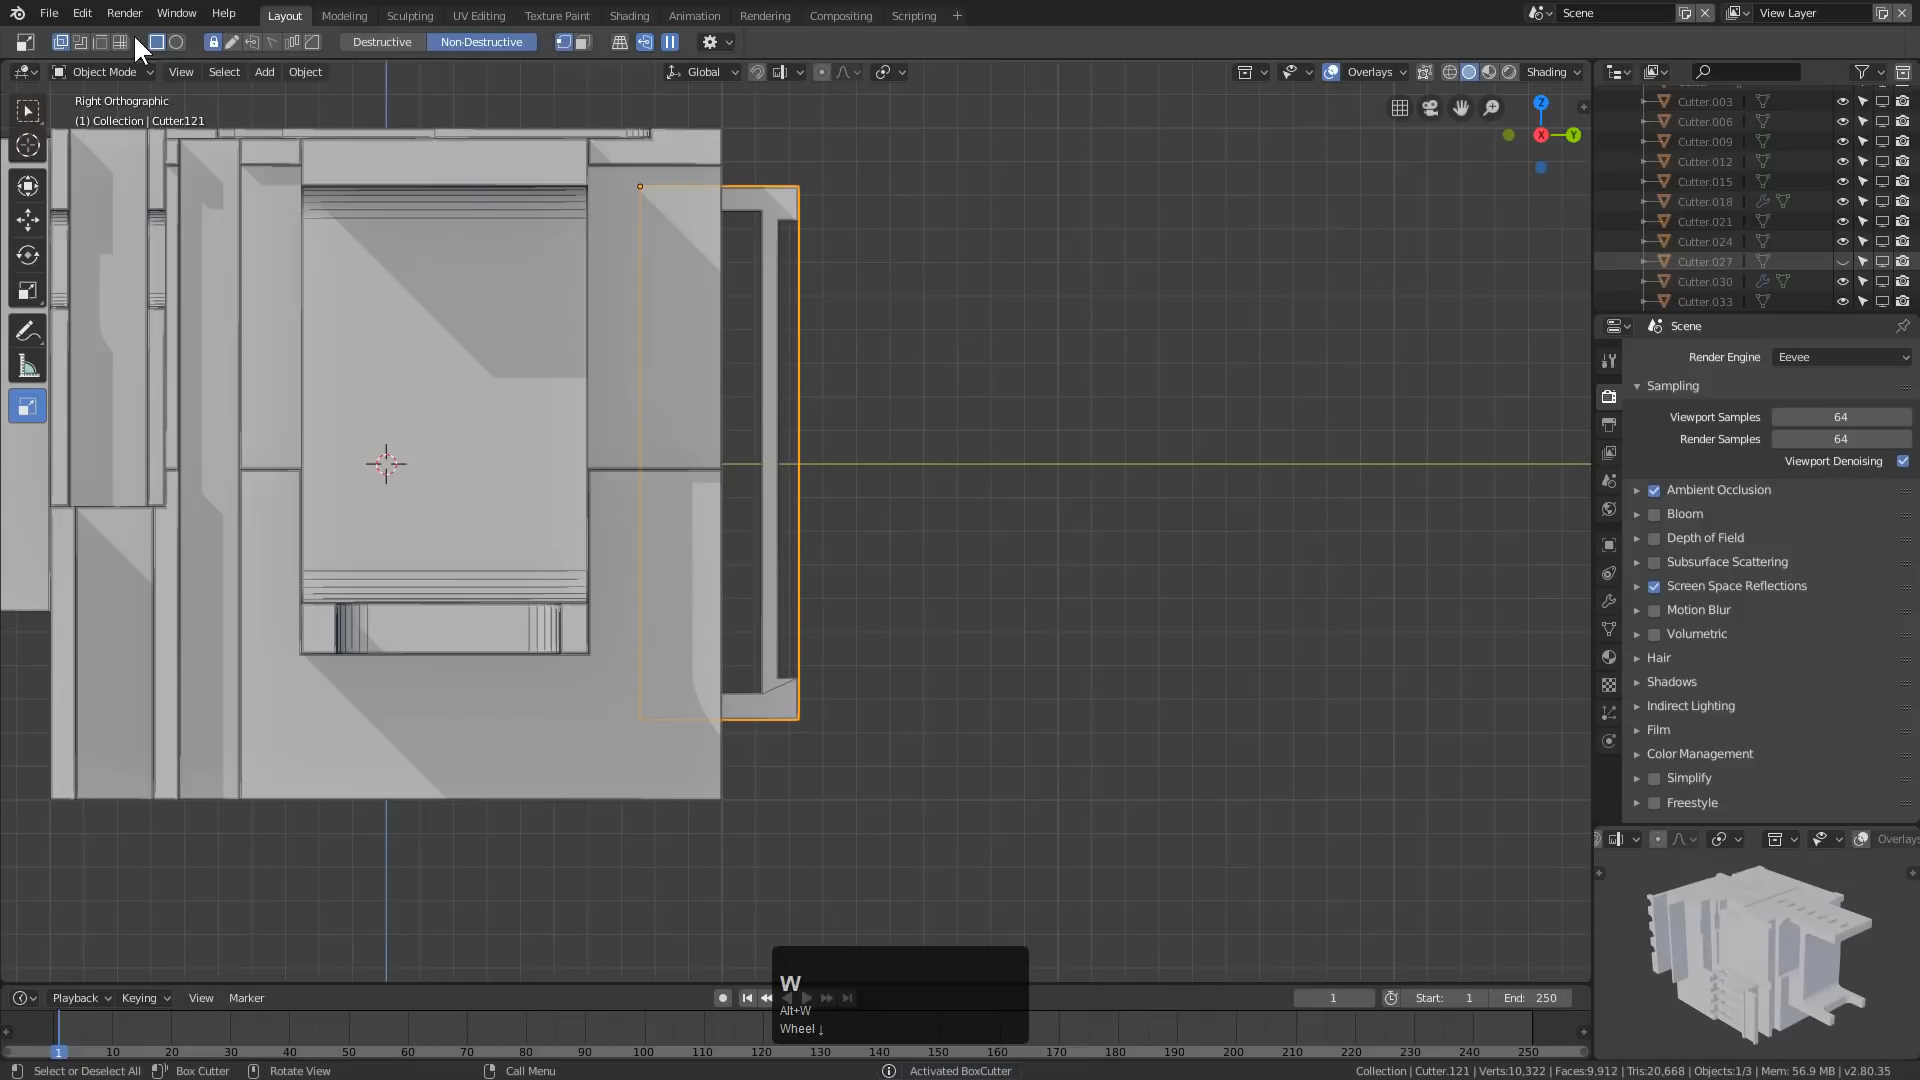 File Edit Render Window Help
Layout Modeling Sculpting UV Editing Texture Paint Shading Animation Rendering Compositing Scripting +
Scene
View Layer
Destructive Non-Destructive
Object Mode View Select Add Object
Global
Overlays
Shading
Right Orthographic
(1) Collection | Cutter.121
Z
X
Y
Cutter.003
Cutter.006
Cutter.009
Cutter.012
Cutter.015
Cutter.018
Cutter.021
Cutter.024
Cutter.027
Cutter.030
Cutter.033
Scene
Render Engine Eevee
Sampling
Viewport Samples 64
Render Samples 64
Viewport Denoising
Ambient Occlusion
Bloom
Depth of Field
Subsurface Scattering
Screen Space Reflections
Motion Blur
Volumetric
Hair
Shadows
Indirect Lighting
Film
Color Management
Simplify
Freestyle
Overlays
W
Alt+W
Wheel ↓
Playback Keying View Marker
1 Start: 1 End: 250
1 10 20 30 40 50 60 70 80 90 100 110 120 130 140 150 160 170 180 190 200 210 220 230 240 250
Select or Deselect All Box Cutter Rotate View Call Menu Activated BoxCutter Collection | Cutter.121 | Verts:10,322 | Faces:9,912 | Tris:20,668 | Objects:1/3 | Mem: 56.9 MB | v2.80.35